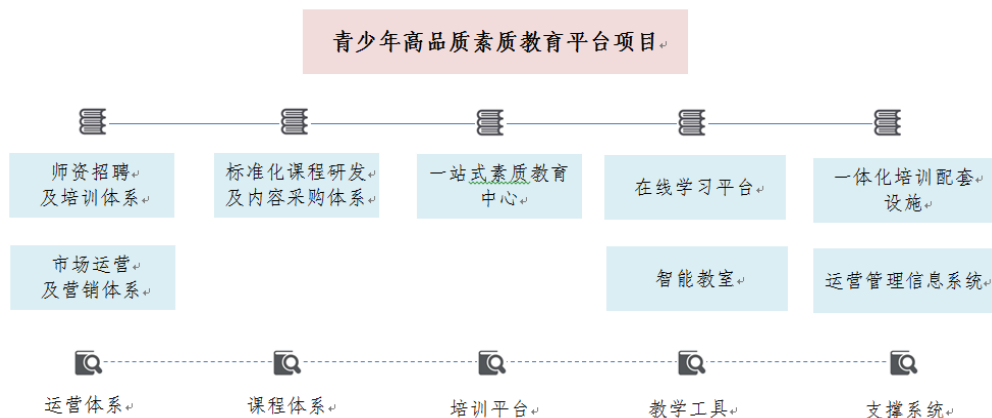 青少年高品质素质教育平台项目
师资招聘
及培训体系
标准化课程研发
及内容采购体系
一站式素质教育
中心
在线学习平台
一体化培训配套
设施
市场运营
及营销体系
智能教室
运营管理信息系统
运营体系
课程体系
培训平台
教学工具
支撑系统